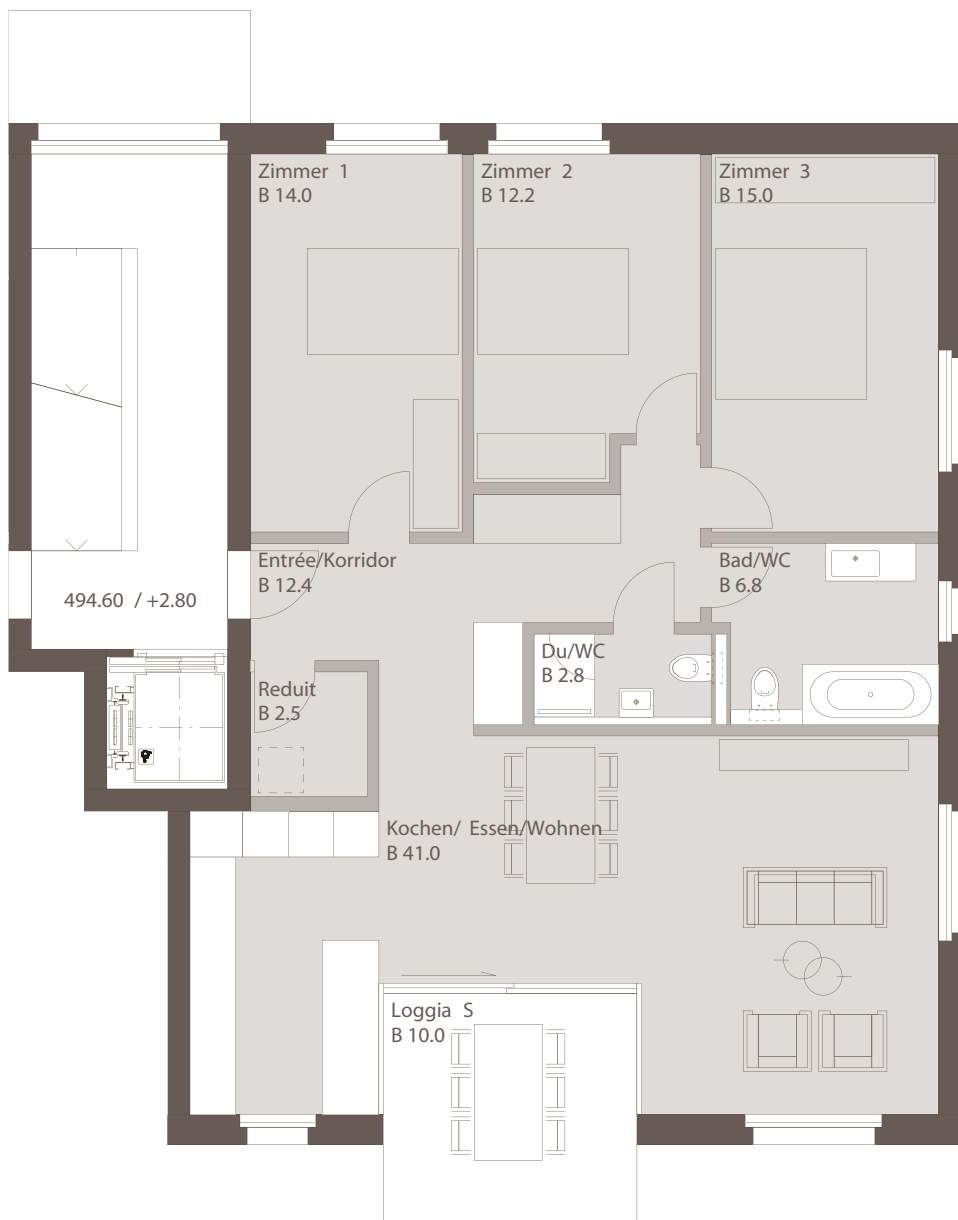 Zimmer 1
B 14.0
Zimmer 2
B 12.2
Zimmer 3
B 15.0
Entrée/Korridor
B 12.4
Bad/WC
B 6.8
494.60 / +2.80
Du/WC
B 2.8
Reduit
B 2.5
Kochen/ Essen/Wohnen
B 41.0
Loggia S
B 10.0